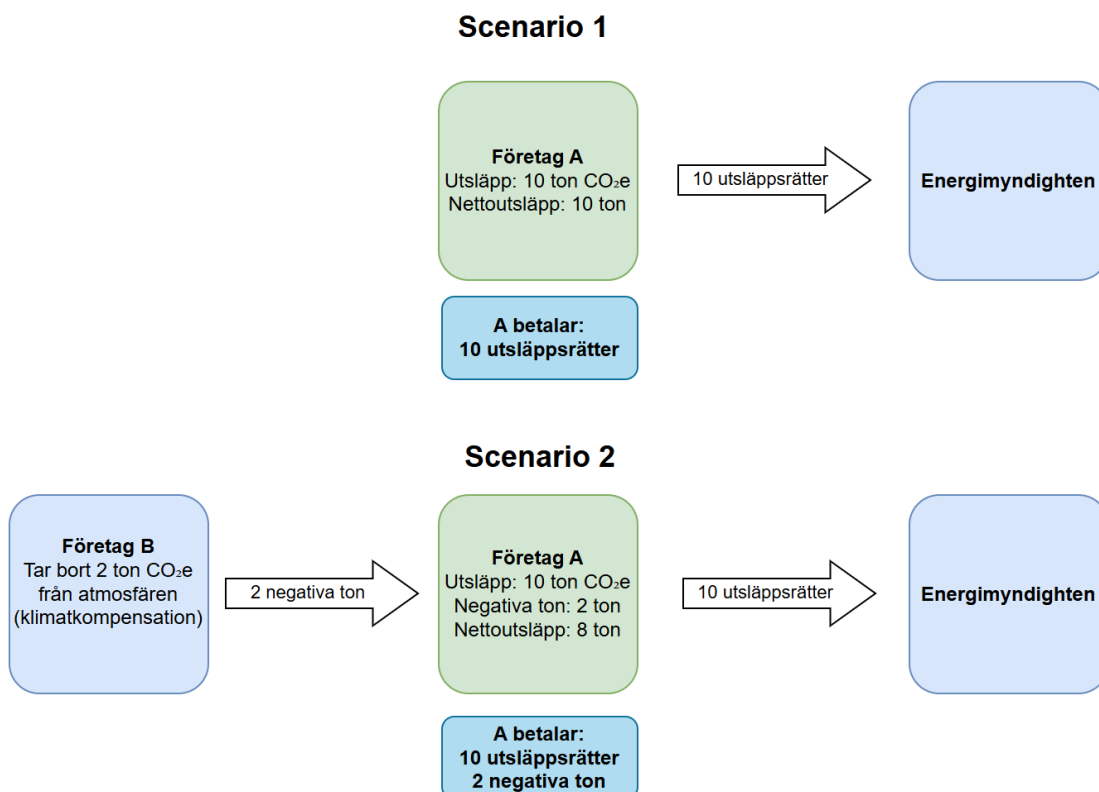 Scenario 1
Företag A
Utsläpp: 10 ton CO₂e
Nettoutsläpp: 10 ton
10 utsläppsrätter
Energimyndighten
A betalar:
10 utsläppsrätter
Scenario 2
Företag B
Tar bort 2 ton CO₂e
från atmosfären
(klimatkompensation)
2 negativa ton
Företag A
Utsläpp: 10 ton CO₂e
Negativa ton: 2 ton
Nettoutsläpp: 8 ton
10 utsläppsrätter
Energimyndighten
A betalar:
10 utsläppsrätter
2 negativa ton